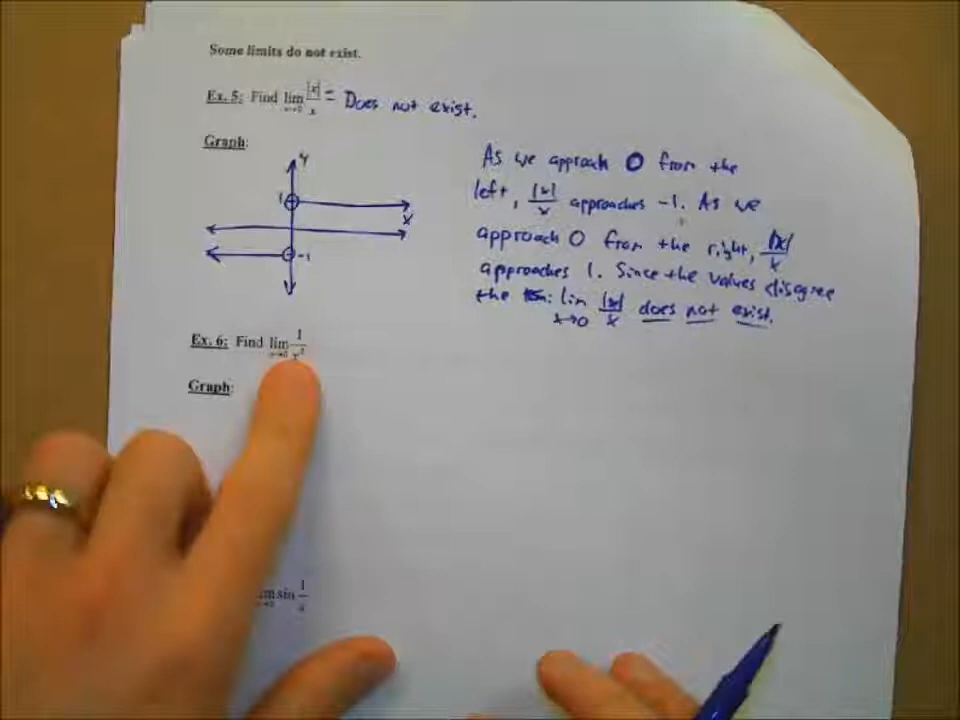 Some limits do not exist.
Ex. 5: Find lim x→0 |x|/x = Does not exist.
Graph:
y
1
x
-1
As we approach 0 from the
left, |x|/x approaches -1. As we
approach 0 from the right, |x|/x
approaches 1. Since the values disagree
the lim x→0 |x|/x does not exist.
Ex. 6: Find lim x→0 1/x²
Graph:
sin 1/x